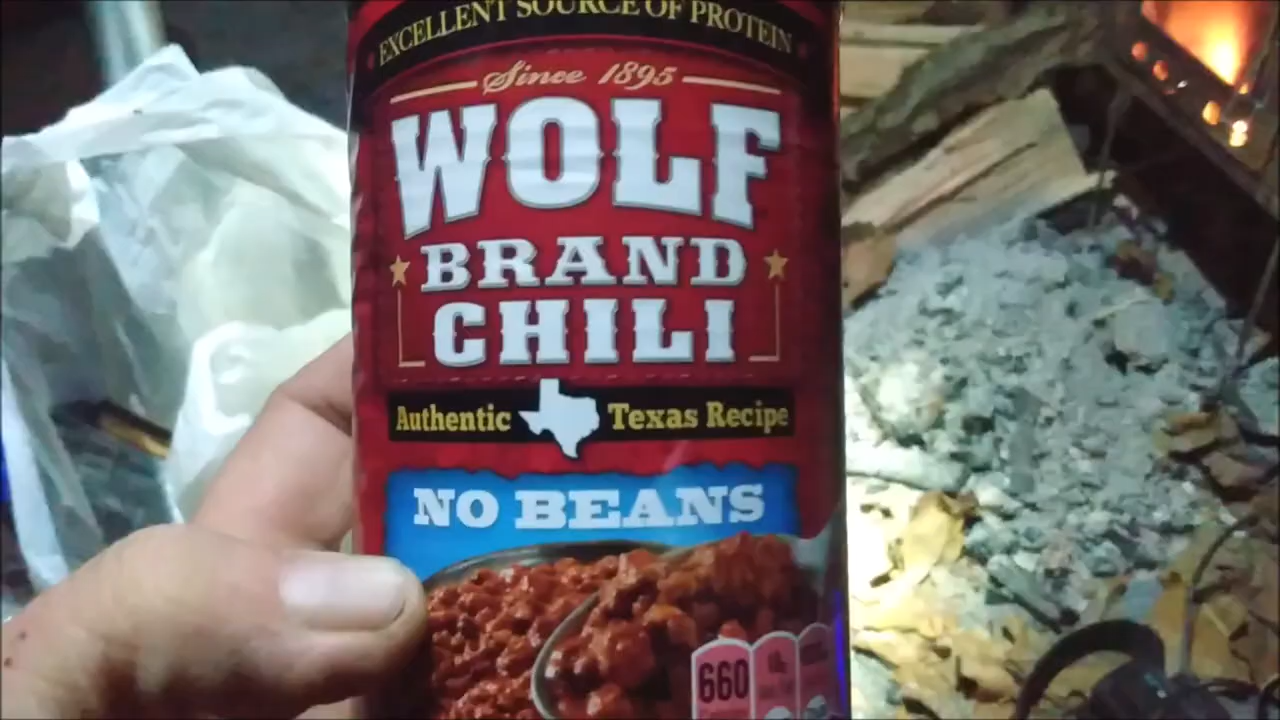 EXCELLENT SOURCE OF PROTEIN
Since 1895
WOLF
BRAND
CHILI
Authentic Texas Recipe
NO BEANS
660